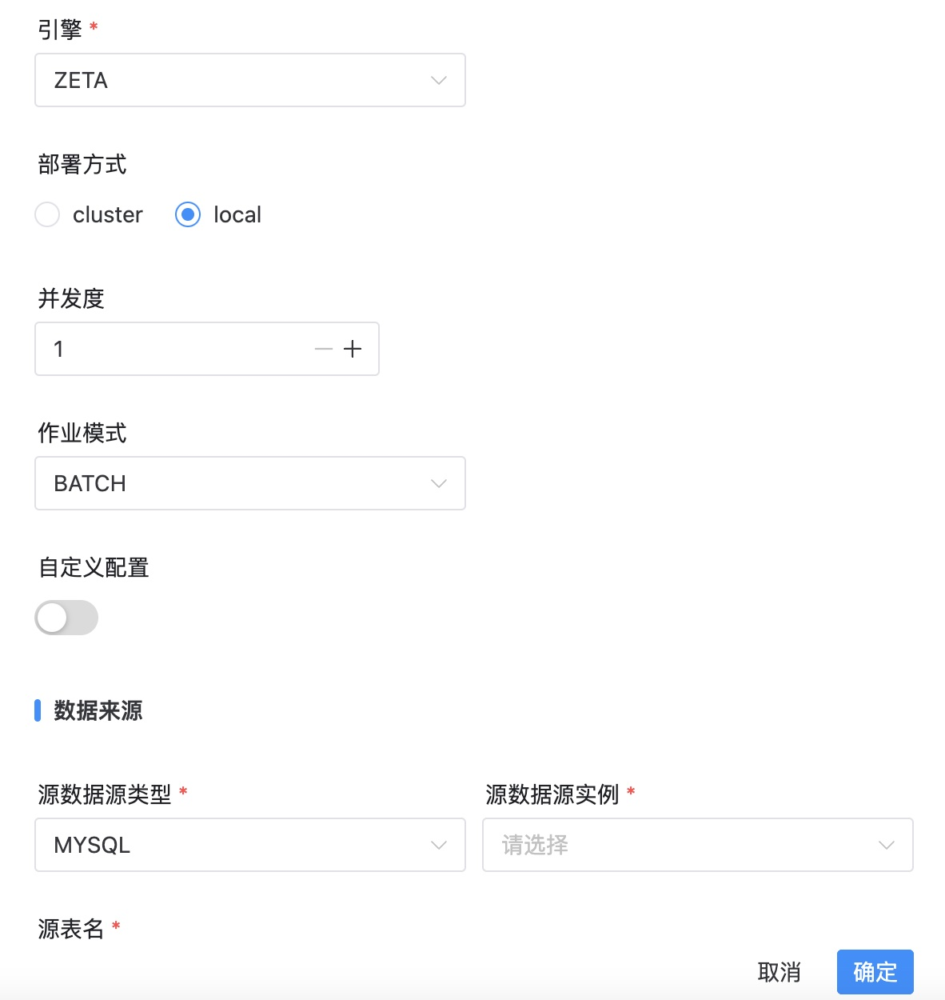 引擎 *
ZETA
部署方式
cluster local
并发度
1
作业模式
BATCH
自定义配置
数据来源
源数据源类型 * 源数据源实例 *
MYSQL 请选择
源表名 *
取消 确定